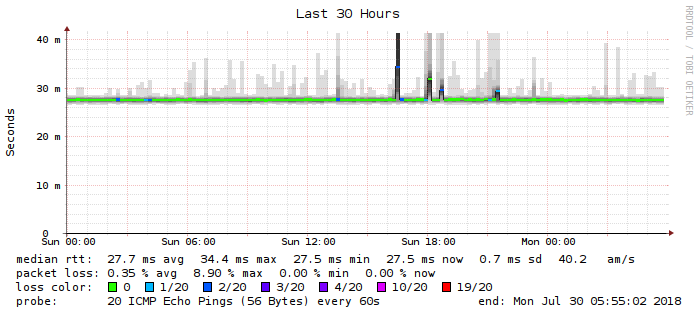 Last 30 Hours
RRDTOOL / TOBI OETIKER
Seconds
40 m
30 m
20 m
10 m
0
Sun 00:00 Sun 06:00 Sun 12:00 Sun 18:00 Mon 00:00
median rtt: 27.7 ms avg 34.4 ms max 27.5 ms min 27.5 ms now 0.7 ms sd 40.2 am/s
packet loss: 0.35 % avg 8.90 % max 0.00 % min 0.00 % now
loss color: 0 1/20 2/20 3/20 4/20 10/20 19/20
probe: 20 ICMP Echo Pings (56 Bytes) every 60s end: Mon Jul 30 05:55:02 2018